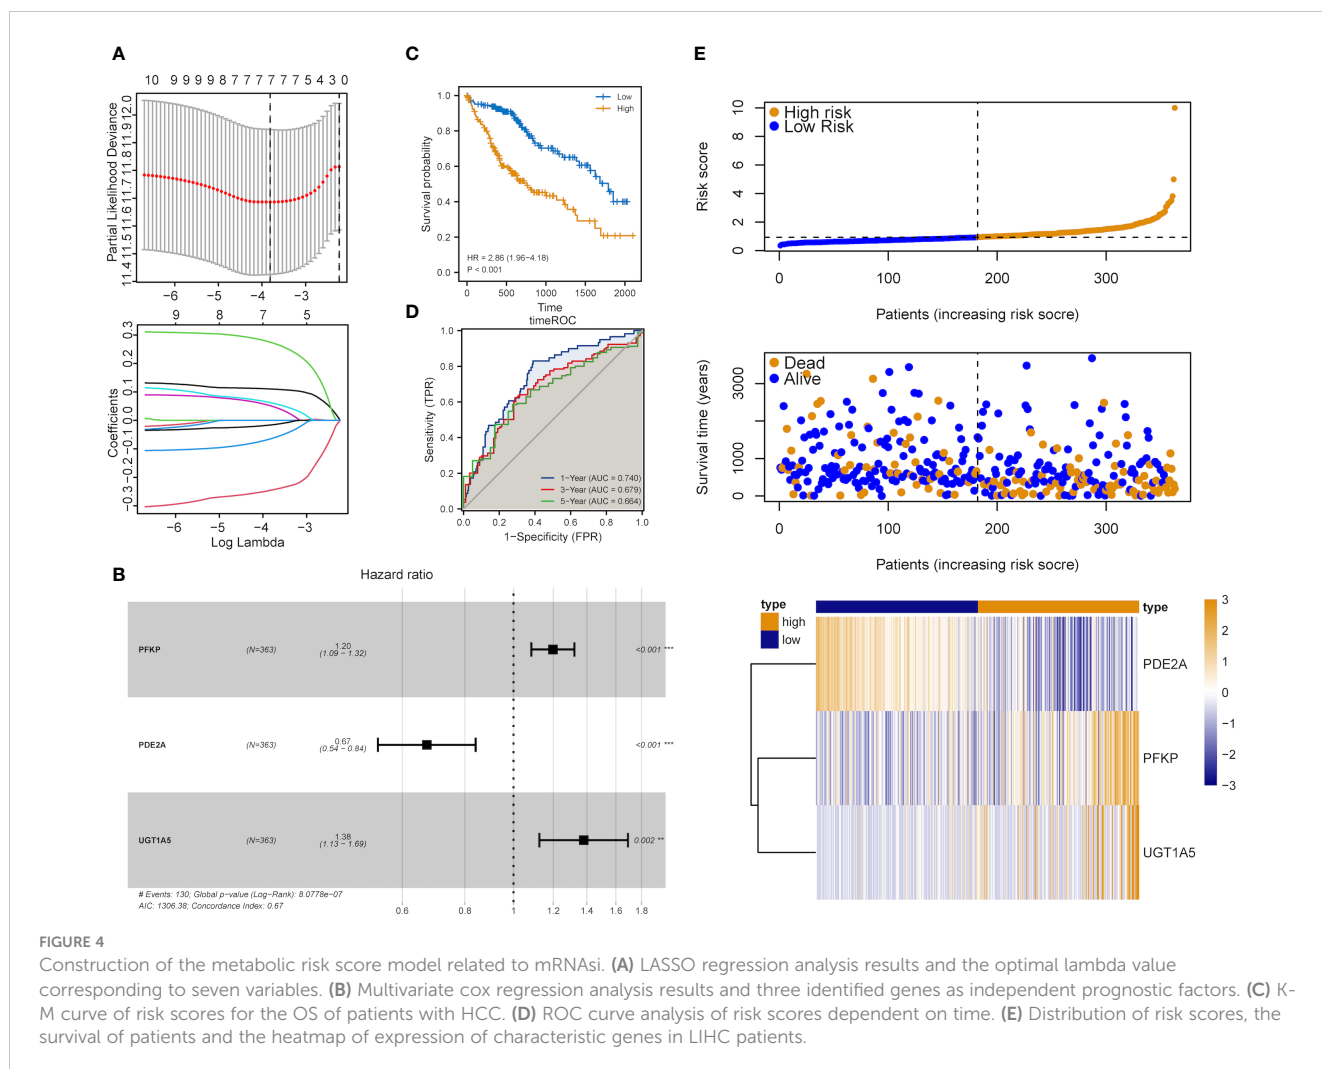 A
10 9 9 9 9 8 7 7 7 7 7 7 5 4 3 0
Partial Likelihood Deviance
12.0
11.9
11.8
11.7
11.6
11.5
11.4
−6 −5 −4 −3
9 8 7 5
Coefficients
0.3
0.2
0.1
0.0
−0.1
−0.2
−0.3
−6 −5 −4 −3
Log Lambda
C
Survival probability
1.0
0.8
0.6
0.4
0.2
0.0
Low
High
HR = 2.86 (1.96−4.18)
P < 0.001
0 500 1000 1500 2000
Time
D
timeROC
Sensitivity (TPR)
1.0
0.8
0.6
0.4
0.2
0.0
1−Year (AUC = 0.740)
3−Year (AUC = 0.679)
5−Year (AUC = 0.664)
0.0 0.2 0.4 0.6 0.8 1.0
1−Specificity (FPR)
B
Hazard ratio
PFKP (N=363) 1.20 (1.09 − 1.32) <0.001 ***
PDE2A (N=363) 0.67 (0.54 − 0.84) <0.001 ***
UGT1A5 (N=363) 1.38 (1.13 − 1.69) 0.002 **
# Events: 130; Global p−value (Log−Rank): 8.0778e−07
AIC: 1306.38; Concordance Index: 0.67
0.6 0.8 1 1.2 1.4 1.6 1.8
E
Risk score
10
8
6
4
2
0
High risk
Low Risk
0 100 200 300
Patients (increasing risk socre)
Survival time (years)
3000
1000
0
Dead
Alive
0 100 200 300
Patients (increasing risk socre)
type
high
low
type
PDE2A
PFKP
UGT1A5
3
2
1
0
−1
−2
−3
FIGURE 4
Construction of the metabolic risk score model related to mRNAsi. (A) LASSO regression analysis results and the optimal lambda value
corresponding to seven variables. (B) Multivariate cox regression analysis results and three identified genes as independent prognostic factors. (C) K-
M curve of risk scores for the OS of patients with HCC. (D) ROC curve analysis of risk scores dependent on time. (E) Distribution of risk scores, the
survival of patients and the heatmap of expression of characteristic genes in LIHC patients.